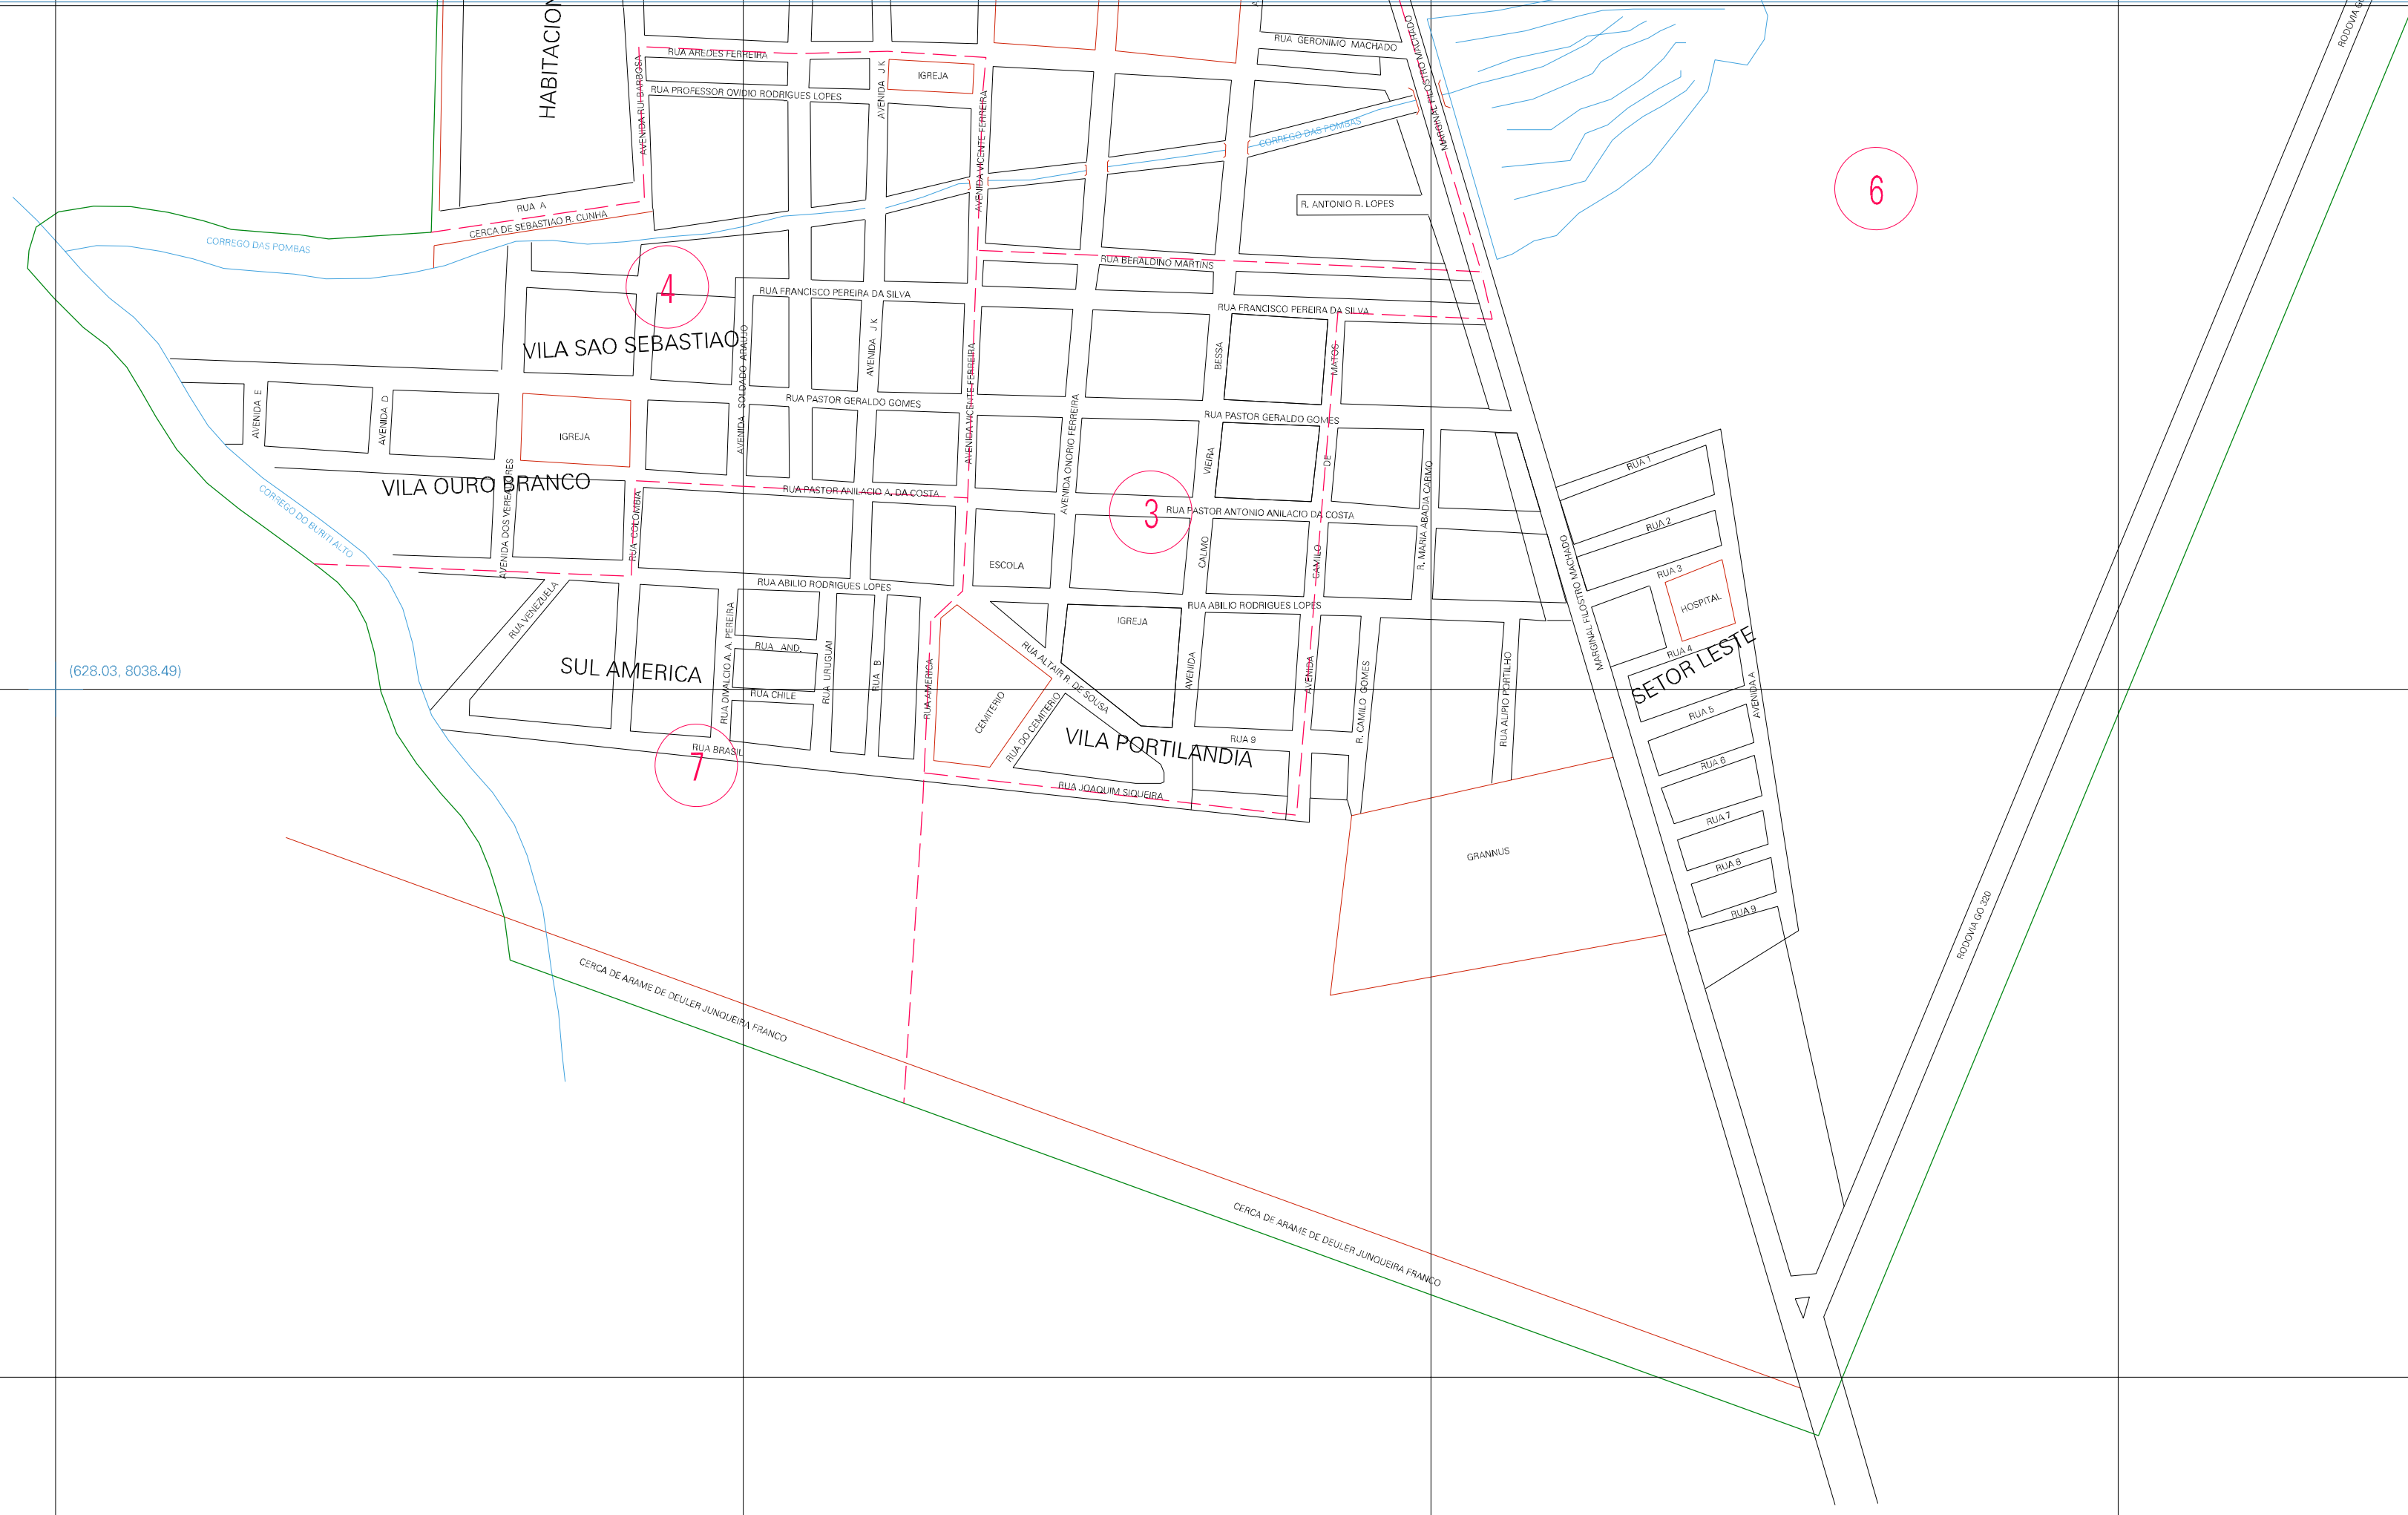 HABITACION
RUA AREDES FERREIRA
AVENIDA J K
IGREJA
RUA GERONIMO MACHADO
MARGINAL FILOSTRO MACHADO
RODOVIA G
AVENIDA RUI BARBOSA
RUA PROFESSOR OVIDIO RODRIGUES LOPES
AVENIDA VICENTE FERREIRA
CORREGO DAS POMBAS
6
RUA A
CERCA DE SEBASTIAO R. CUNHA
R. ANTONIO R. LOPES
CORREGO DAS POMBAS
4
RUA BERALDINO MARTINS
RUA FRANCISCO PEREIRA DA SILVA
RUA FRANCISCO PEREIRA DA SILVA
VILA SAO SEBASTIAO
AVENIDA SOLDADO ARAUJO
AVENIDA J K
AVENIDA VICENTE FERREIRA
BESSA
MATOS
AVENIDA E
AVENIDA D
IGREJA
RUA PASTOR GERALDO GOMES
AVENIDA ONORIO FERREIRA
RUA PASTOR GERALDO GOMES
VIEIRA
DE
R. MARIA ABADIA CARMO
RUA 1
VILA OURO BRANCO
AVENIDA DOS VEREADORES
RUA COLOMBIA
RUA PASTOR ANILACIO A. DA COSTA
3
RUA PASTOR ANTONIO ANILACIO DA COSTA
RUA 2
CORREGO DO BURITI ALTO
ESCOLA
CALMO
CAMILO
MARGINAL FILOSTRO MACHADO
RUA 3
RUA VENEZUELA
RUA ABILIO RODRIGUES LOPES
RUA ABILIO RODRIGUES LOPES
HOSPITAL
IGREJA
RUA DIVALCIO A. A. PEREIRA
RUA AND.
RUA URUGUAI
RUA B
RUA AMERICA
RUA ALTAIR R. DE SOUSA
AVENIDA
AVENIDA
R. CAMILO GOMES
RUA ALIPIO PORTILHO
RUA 4
SETOR LESTE
AVENIDA A
(628.03, 8038.49)
SUL AMERICA
RUA CHILE
CEMITERIO
RUA DO CEMITERIO
RUA 5
RUA BRASIL
7
VILA PORTILANDIA
RUA 9
RUA 6
RUA JOAQUIM SIQUEIRA
RUA 7
GRANNUS
RUA 8
RUA 9
RODOVIA GO 320
CERCA DE ARAME DE DEULER JUNQUEIRA FRANCO
CERCA DE ARAME DE DEULER JUNQUEIRA FRANCO